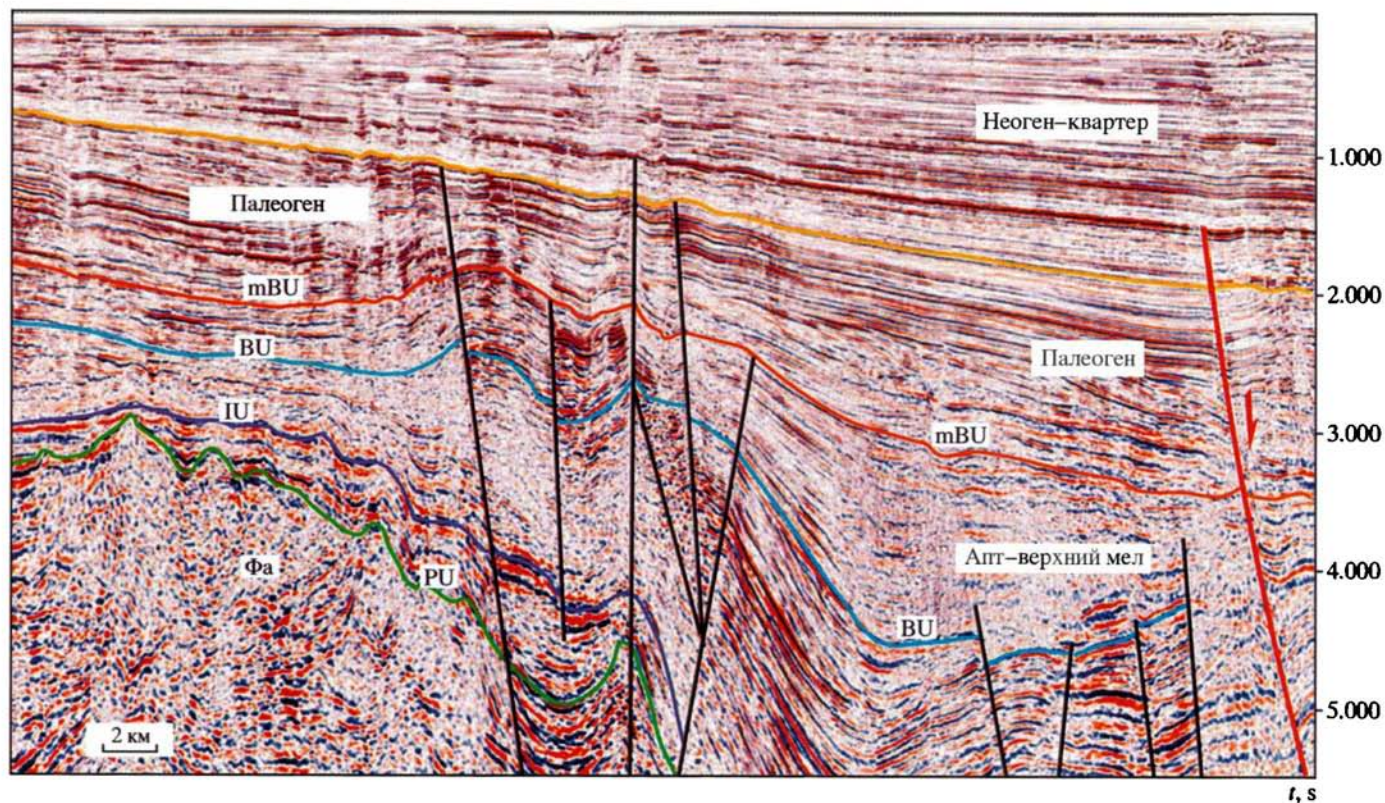 Неоген–квартер
1.000
Палеоген
mBU
2.000
BU
Палеоген
IU
mBU
3.000
Апт–верхний мел
Фа
PU
4.000
BU
2 км
5.000
t, s